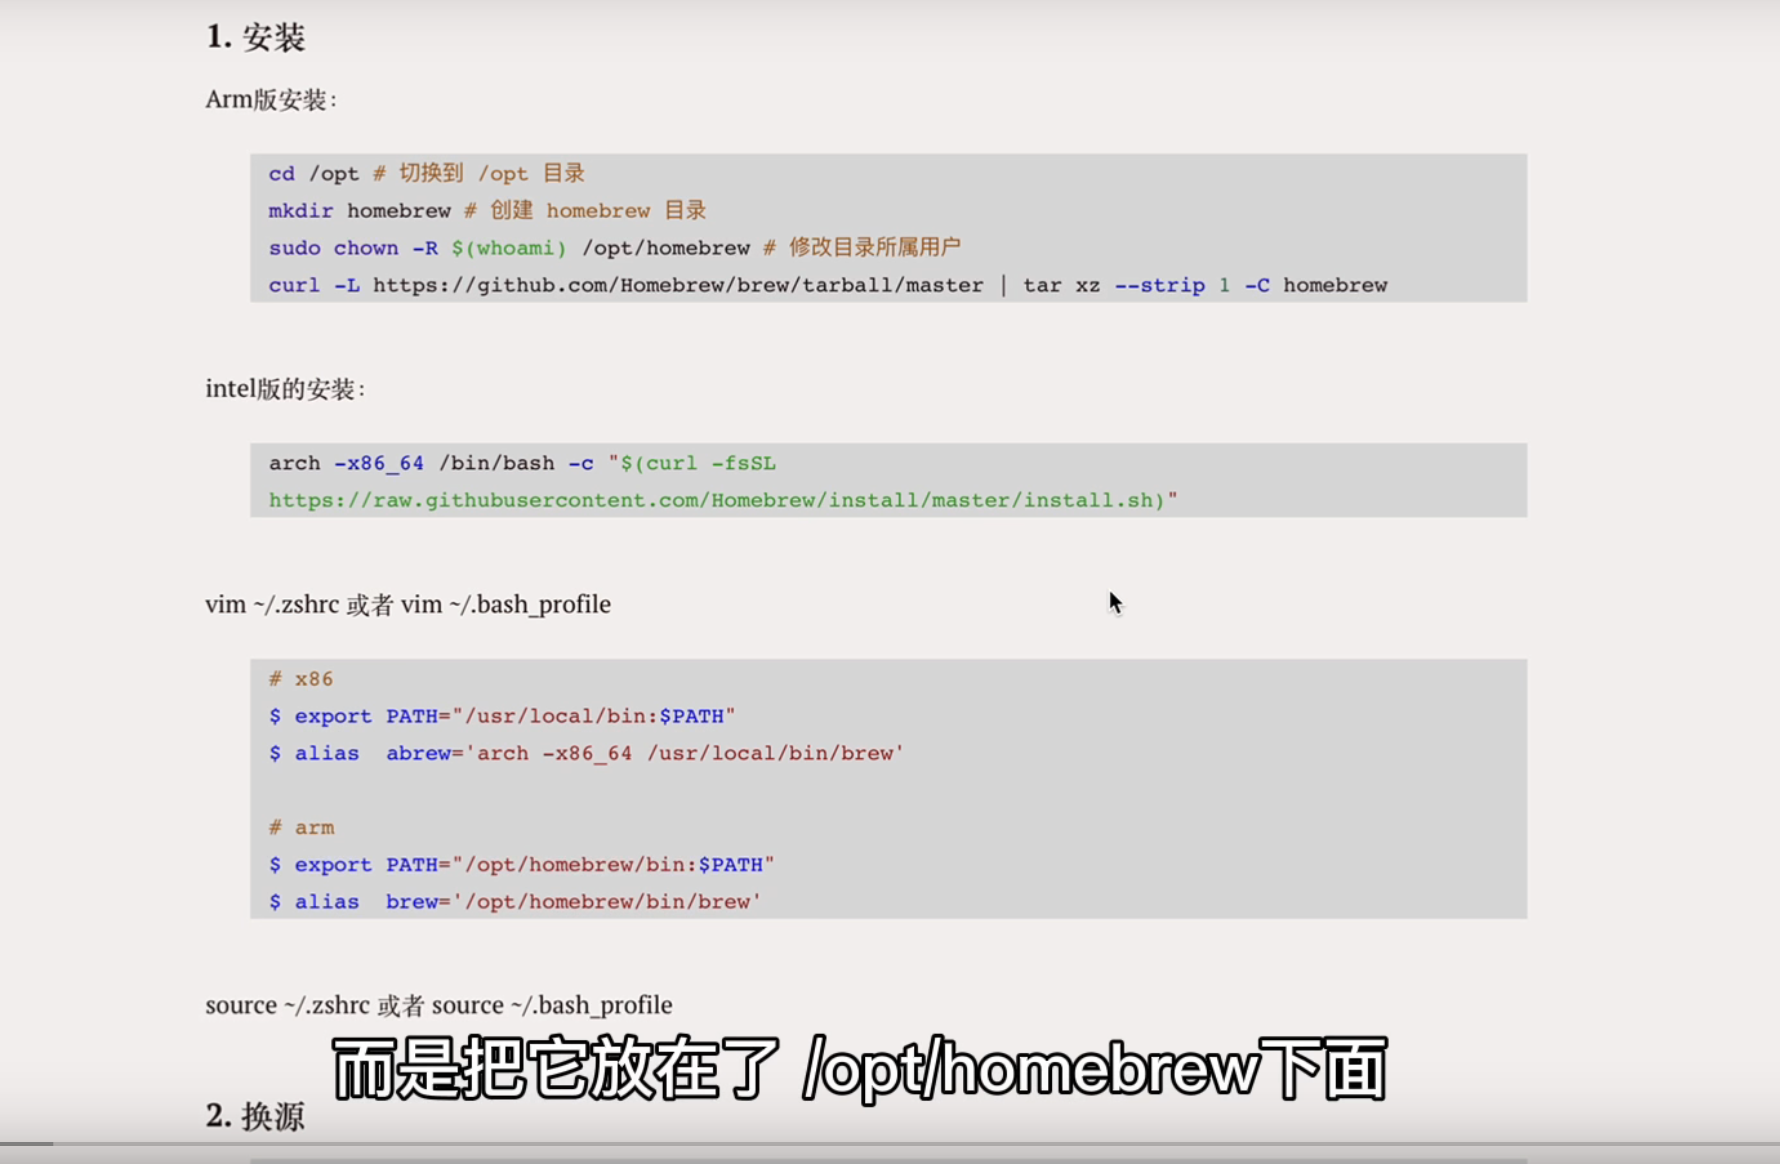 1. 安装
Arm版安装：
cd /opt # 切换到 /opt 目录
mkdir homebrew # 创建 homebrew 目录
sudo chown -R $(whoami) /opt/homebrew # 修改目录所属用户
curl -L https://github.com/Homebrew/brew/tarball/master | tar xz --strip 1 -C homebrew
intel版的安装：
arch -x86_64 /bin/bash -c "$(curl -fsSL
https://raw.githubusercontent.com/Homebrew/install/master/install.sh)"
vim ~/.zshrc 或者 vim ~/.bash_profile
# x86
$ export PATH="/usr/local/bin:$PATH"
$ alias  abrew='arch -x86_64 /usr/local/bin/brew'
# arm
$ export PATH="/opt/homebrew/bin:$PATH"
$ alias  brew='/opt/homebrew/bin/brew'
source ~/.zshrc 或者 source ~/.bash_profile
而是把它放在了 /opt/homebrew下面
2. 换源